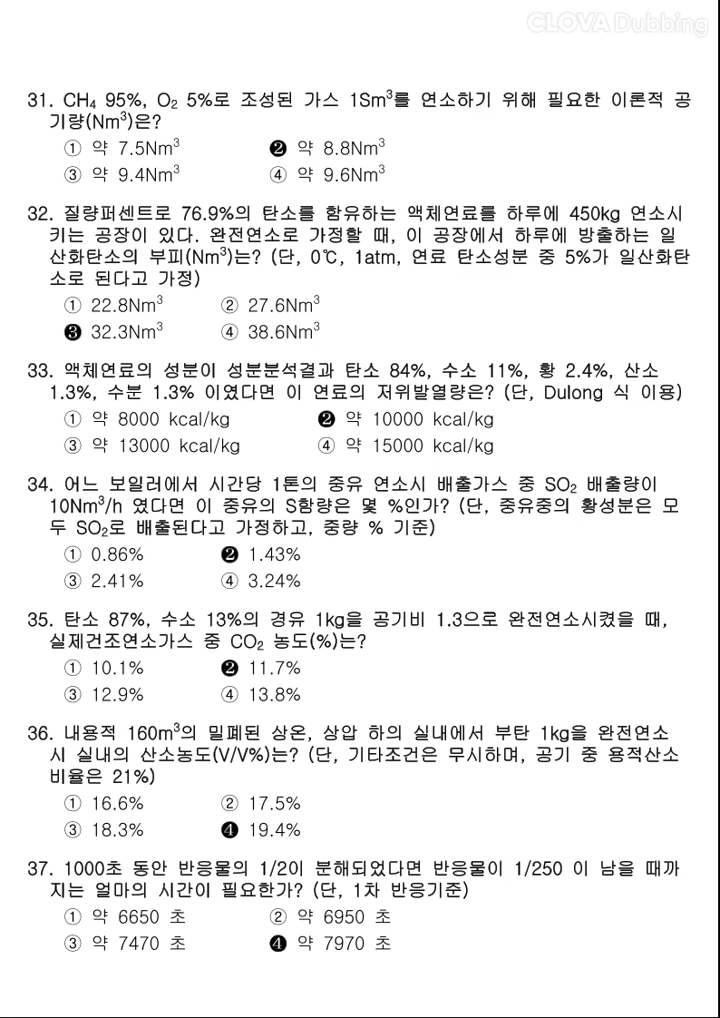 CLOVA Dubbing
31. CH₄ 95%, O₂ 5%로 조성된 가스 1Sm³를 연소하기 위해 필요한 이론적 공
기량(Nm³)은?
① 약 7.5Nm³ ❷ 약 8.8Nm³
③ 약 9.4Nm³ ④ 약 9.6Nm³
32. 질량퍼센트로 76.9%의 탄소를 함유하는 액체연료를 하루에 450kg 연소시
키는 공장이 있다. 완전연소로 가정할 때, 이 공장에서 하루에 방출하는 일
산화탄소의 부피(Nm³)는? (단, 0℃, 1atm, 연료 탄소성분 중 5%가 일산화탄
소로 된다고 가정)
① 22.8Nm³ ② 27.6Nm³
❸ 32.3Nm³ ④ 38.6Nm³
33. 액체연료의 성분이 성분분석결과 탄소 84%, 수소 11%, 황 2.4%, 산소
1.3%, 수분 1.3% 이였다면 이 연료의 저위발열량은? (단, Dulong 식 이용)
① 약 8000 kcal/kg ❷ 약 10000 kcal/kg
③ 약 13000 kcal/kg ④ 약 15000 kcal/kg
34. 어느 보일러에서 시간당 1톤의 중유 연소시 배출가스 중 SO₂ 배출량이
10Nm³/h 였다면 이 중유의 S함량은 몇 %인가? (단, 중유중의 황성분은 모
두 SO₂로 배출된다고 가정하고, 중량 % 기준)
① 0.86% ❷ 1.43%
③ 2.41% ④ 3.24%
35. 탄소 87%, 수소 13%의 경유 1kg을 공기비 1.3으로 완전연소시켰을 때,
실제건조연소가스 중 CO₂ 농도(%)는?
① 10.1% ❷ 11.7%
③ 12.9% ④ 13.8%
36. 내용적 160m³의 밀폐된 상온, 상압 하의 실내에서 부탄 1kg을 완전연소
시 실내의 산소농도(V/V%)는? (단, 기타조건은 무시하며, 공기 중 용적산소
비율은 21%)
① 16.6% ② 17.5%
③ 18.3% ❹ 19.4%
37. 1000초 동안 반응물의 1/2이 분해되었다면 반응물이 1/250 이 남을 때까
지는 얼마의 시간이 필요한가? (단, 1차 반응기준)
① 약 6650 초 ② 약 6950 초
③ 약 7470 초 ❹ 약 7970 초